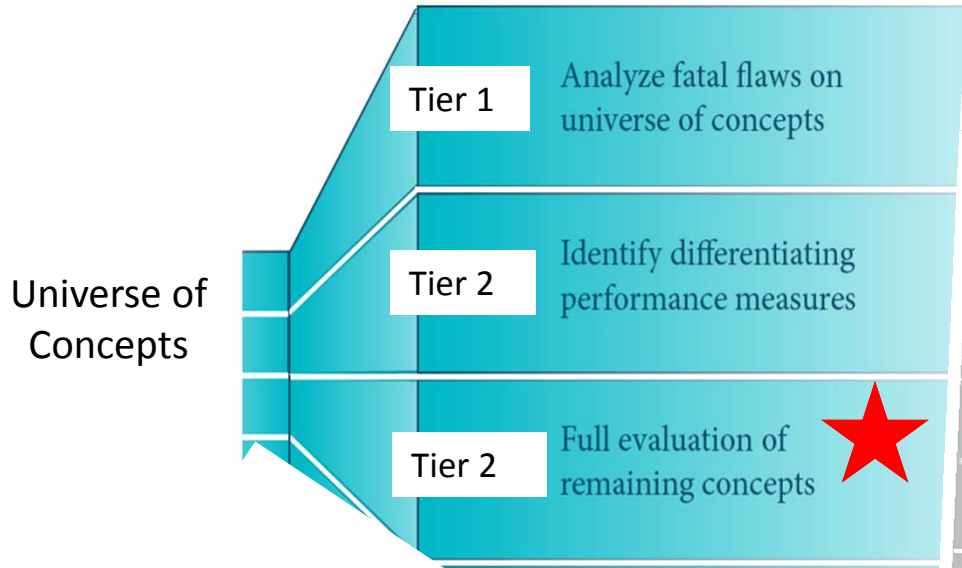 Universe of
Concepts
Tier 1
Analyze fatal flaws on
universe of concepts
Tier 2
Identify differentiating
performance measures
Tier 2
Full evaluation of
remaining concepts